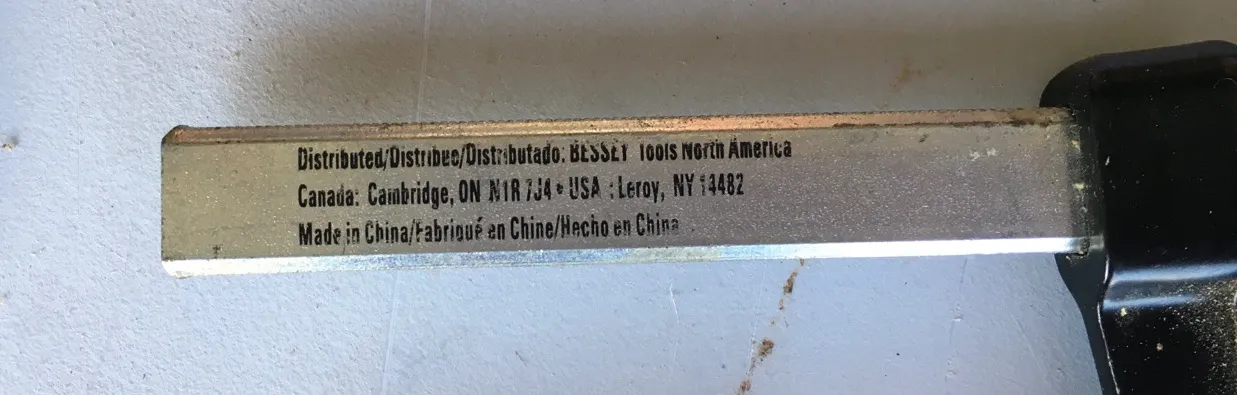 Distributed/Distribue/Distributado: BESSEY Tools North America
Canada: Cambridge, ON N1R 7J4 • USA : Leroy, NY 14482
Made in China/Fabriqué en Chine/Hecho en China